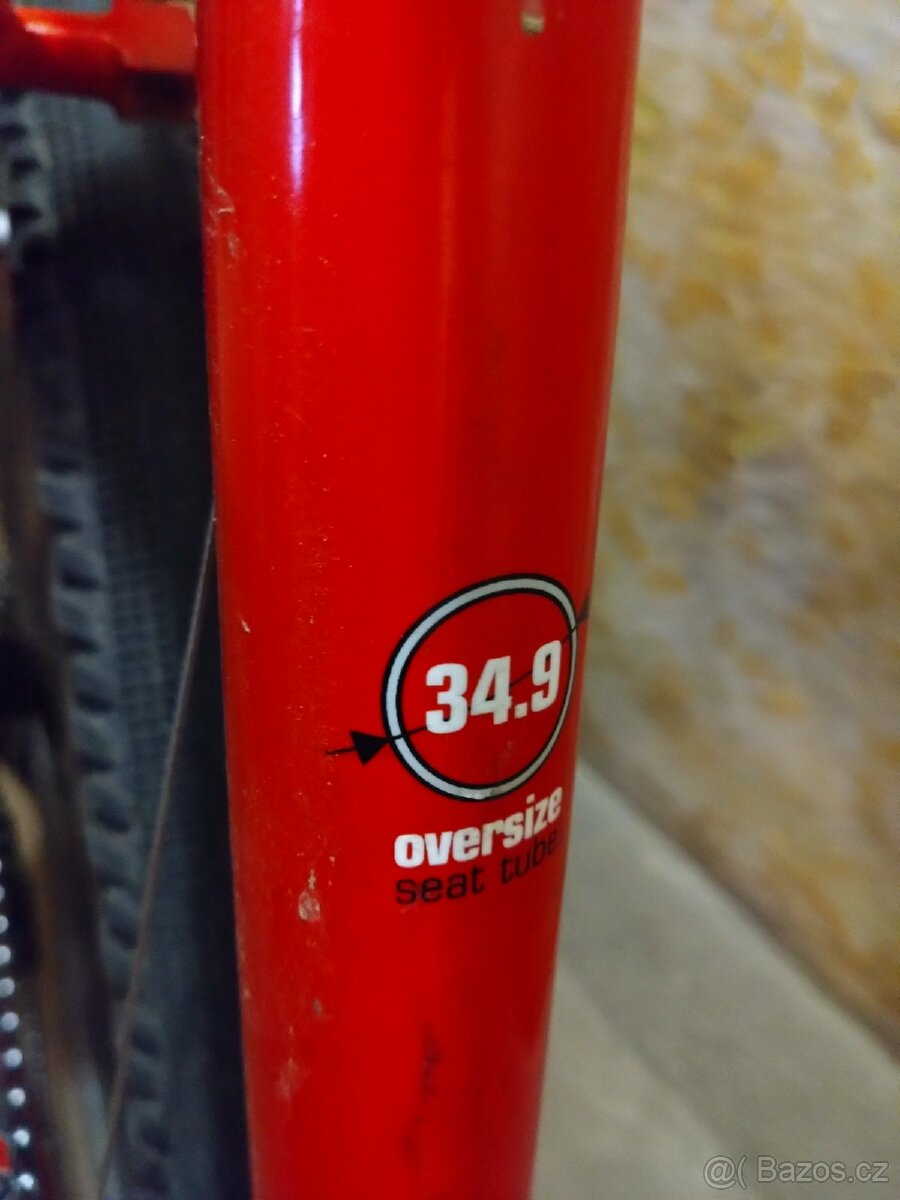 34.9
oversize
seat tube
@( Bazos.cz